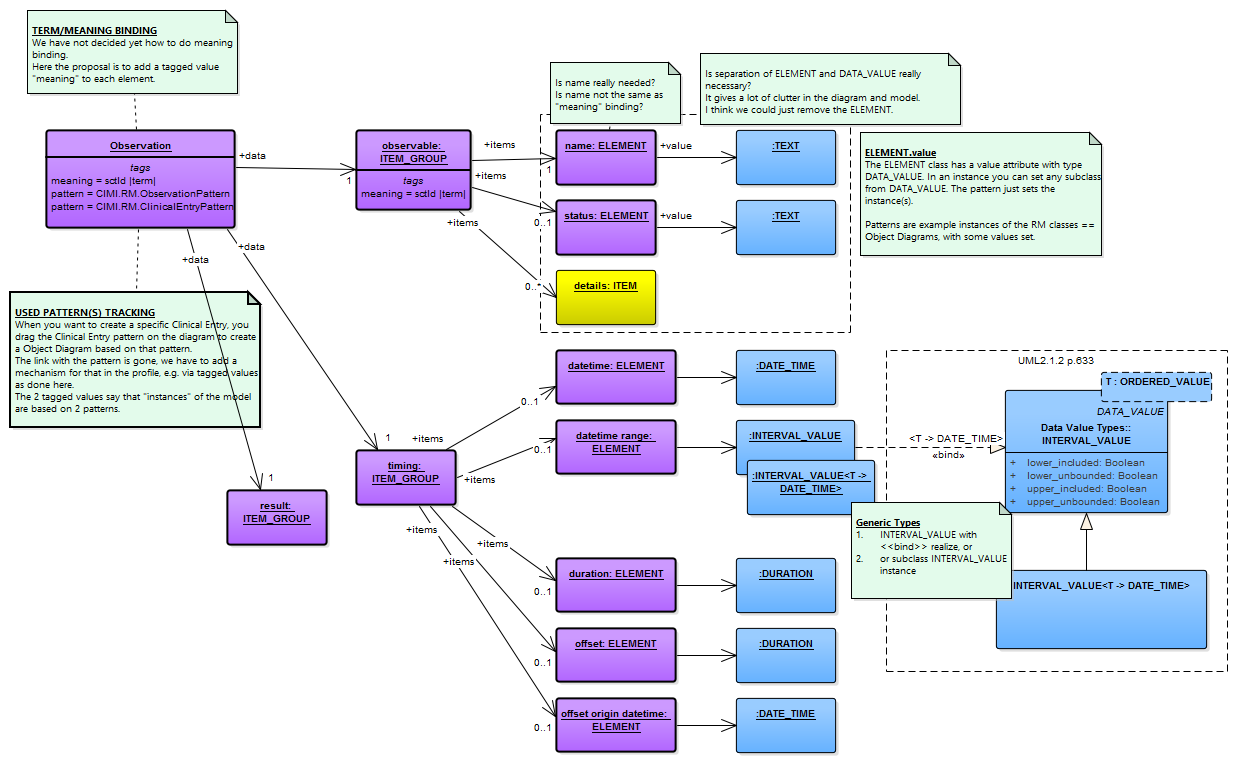 TERM/MEANING BINDING
We have not decided yet how to do meaning
binding.
Here the proposal is to add a tagged value
"meaning" to each element.
Is name really needed?
Is name not the same as
"meaning" binding?
Is separation of ELEMENT and DATA_VALUE really
necessary?
It gives a lot of clutter in the diagram and model.
I think we could just remove the ELEMENT.
Observation
tags
meaning = sctId |term|
pattern = CIMI.RM.ObservationPattern
pattern = CIMI.RM.ClinicalEntryPattern
+data
1
observable:
ITEM_GROUP
tags
meaning = sctId |term|
+items
1
name: ELEMENT
+value
:TEXT
+items
0..1
status: ELEMENT
+value
:TEXT
+items
0..*
details: ITEM
ELEMENT.value
The ELEMENT class has a value attribute with type
DATA_VALUE. In an instance you can set any subclass
from DATA_VALUE. The pattern just sets the
instance(s).
Patterns are example instances of the RM classes ==
Object Diagrams, with some values set.
+data
+data
USED PATTERN(S) TRACKING
When you want to create a specific Clinical Entry, you
drag the Clinical Entry pattern on the diagram to create
a Object Diagram based on that pattern.
The link with the pattern is gone, we have to add a
mechanism for that in the profile, e.g. via tagged values
as done here.
The 2 tagged values say that "instances" of the model
are based on 2 patterns.
1
result:
ITEM_GROUP
1
timing:
ITEM_GROUP
+items
0..1
datetime: ELEMENT
:DATE_TIME
+items
0..1
datetime range:
ELEMENT
:INTERVAL_VALUE
:INTERVAL_VALUE<T ->
DATE_TIME>
<T -> DATE_TIME>
«bind»
UML2.1.2 p.633
T : ORDERED_VALUE
DATA_VALUE
Data Value Types::
INTERVAL_VALUE
+ lower_included: Boolean
+ lower_unbounded: Boolean
+ upper_included: Boolean
+ upper_unbounded: Boolean
Generic Types
1. INTERVAL_VALUE with
<<bind>> realize, or
2. or subclass INTERVAL_VALUE
instance
INTERVAL_VALUE<T -> DATE_TIME>
+items
0..1
duration: ELEMENT
:DURATION
+items
0..1
offset: ELEMENT
:DURATION
+items
0..1
offset origin datetime:
ELEMENT
:DATE_TIME